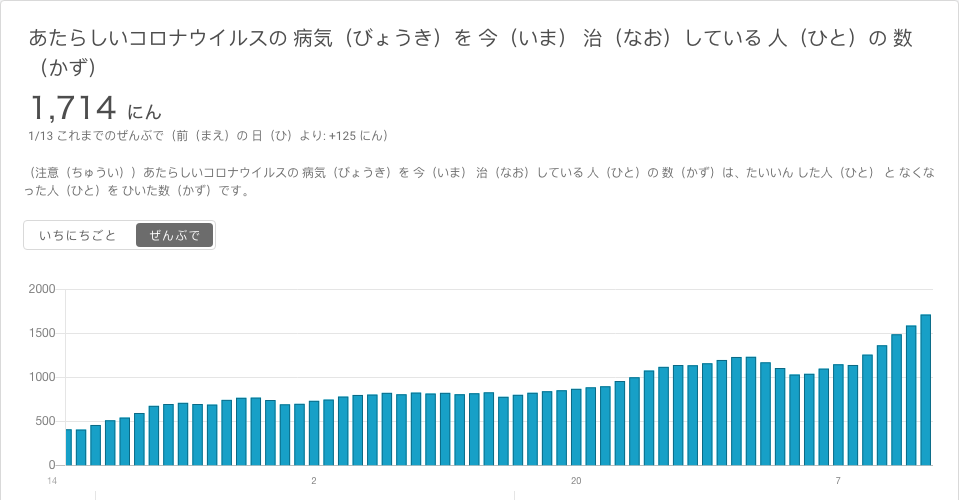 あたらしいコロナウイルスの 病気（びょうき）を 今（いま） 治（なお）している 人（ひと）の 数
（かず）
1,714 にん
1/13 これまでのぜんぶで（前（まえ）の 日（ひ）より: +125 にん）
（注意（ちゅうい））あたらしいコロナウイルスの 病気（びょうき）を 今（いま） 治（なお）している 人（ひと）の 数（かず）は、たいいん した人（ひと） と なくな
った人（ひと）を ひいた数（かず）です。
いちにちごと ぜんぶで
2000
1500
1000
500
0
14 2 20 7